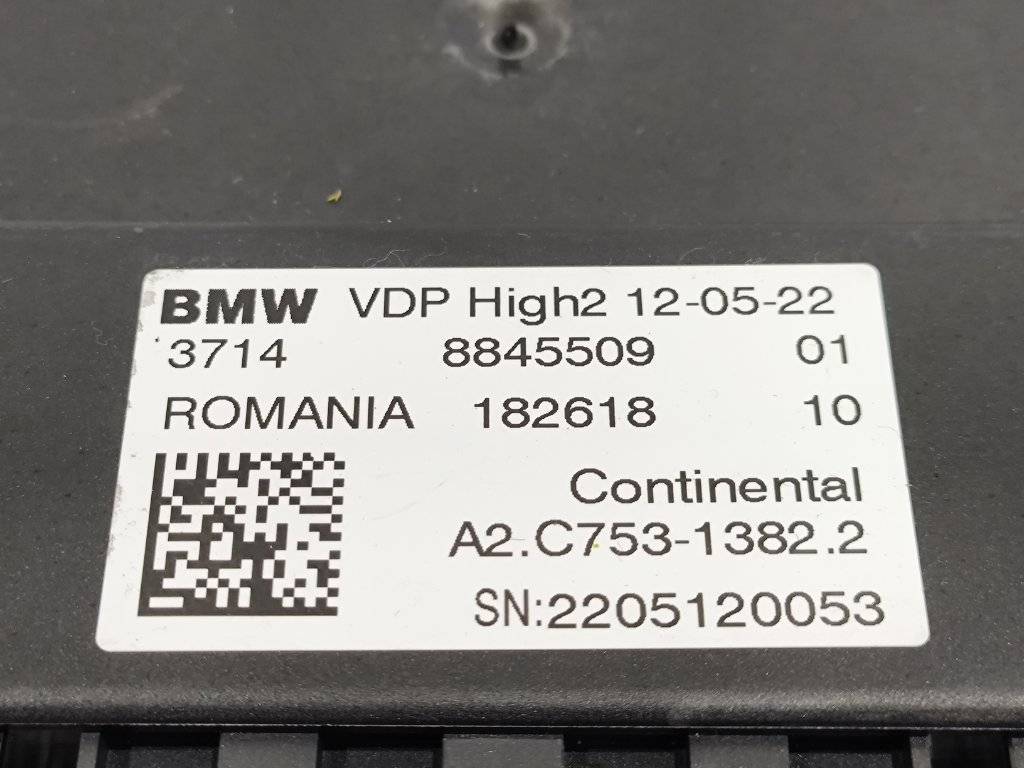 BMW VDP High2 12-05-22
3714 8845509 01
ROMANIA 182618 10
Continental
A2.C753-1382.2
SN:2205120053